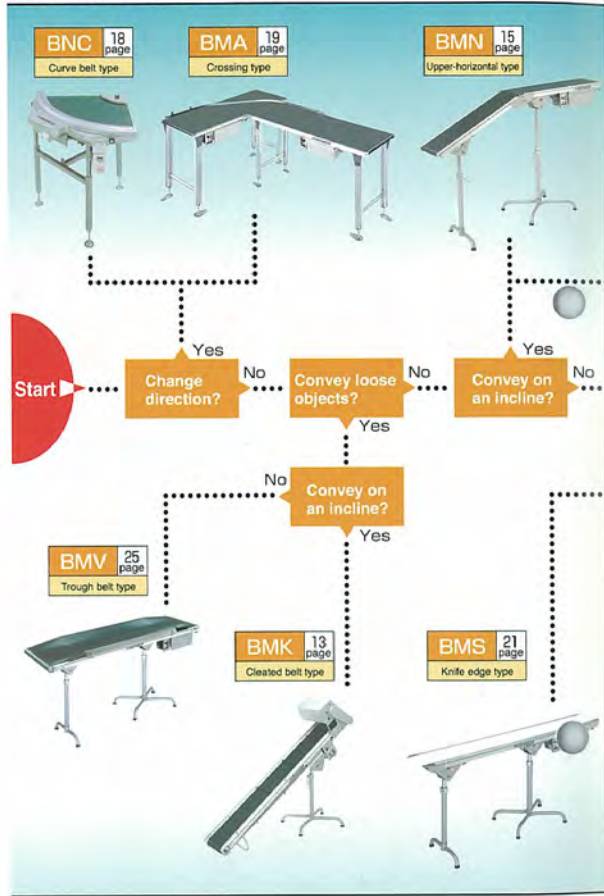 BNC 18 page
Curve belt type
BMA 19 page
Crossing type
BMN 15 page
Upper-horizontal type
Start
Change
direction?
Yes
No
Convey loose
objects?
No
Yes
Convey on
an incline?
Yes
No
Convey on
an incline?
No
Yes
BMV 25 page
Trough belt type
BMK 13 page
Cleated belt type
BMS 21 page
Knife edge type